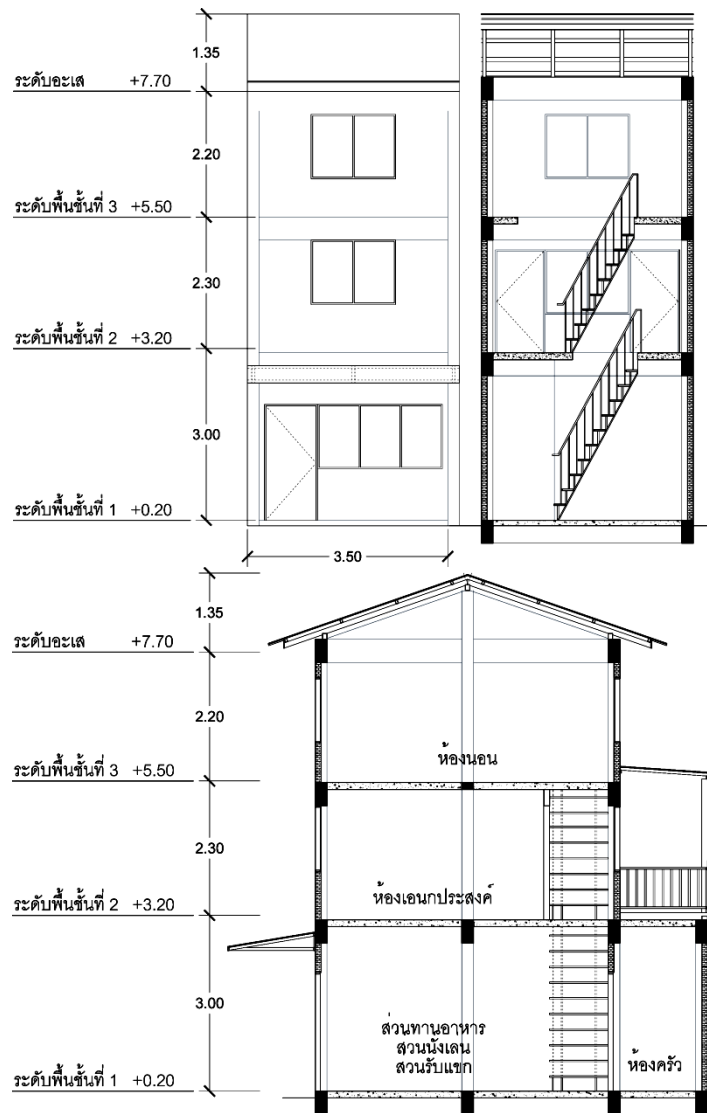 1.35
ระดับอะเส +7.70
2.20
ระดับพื้นชั้นที่ 3 +5.50
2.30
ระดับพื้นชั้นที่ 2 +3.20
3.00
ระดับพื้นชั้นที่ 1 +0.20
3.50
1.35
ระดับอะเส +7.70
2.20
ห้องนอน
ระดับพื้นชั้นที่ 3 +5.50
2.30
ห้องเอนกประสงค์
ระดับพื้นชั้นที่ 2 +3.20
3.00
ส่วนทานอาหาร
สวนนั่งเลน
สวนรับแขก
ห้องครัว
ระดับพื้นชั้นที่ 1 +0.20